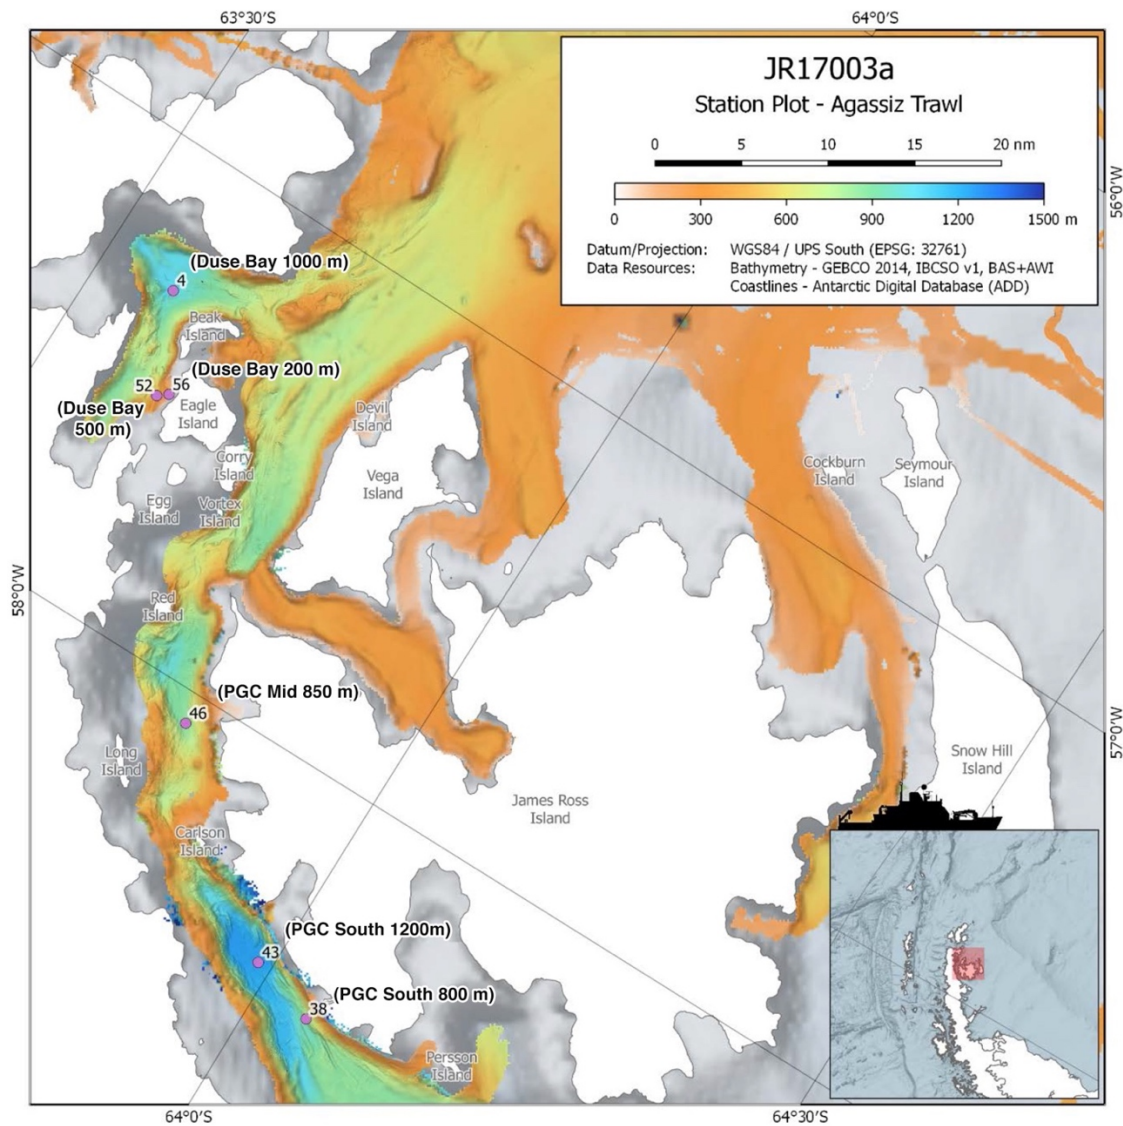 63°30'S
64°0'S
JR17003a
Station Plot - Agassiz Trawl
0 5 10 15 20 nm
0 300 600 900 1200 1500 m
Datum/Projection: WGS84 / UPS South (EPSG: 32761)
Data Resources: Bathymetry - GEBCO 2014, IBCSO v1, BAS+AWI
Coastlines - Antarctic Digital Database (ADD)
56°0'W
(Duse Bay 1000 m)
4
Beak
Island
(Duse Bay 200 m)
52
56
(Duse Bay
500 m)
Eagle
Island
Devil
Island
Corry
Island
Vega
Island
Cockburn
Island
Seymour
Island
Egg
Island
Vortex
Island
58°0'W
Red
Island
(PGC Mid 850 m)
46
57°0'W
Long
Island
Snow Hill
Island
James Ross
Island
Carlson
Island
(PGC South 1200m)
43
(PGC South 800 m)
38
Persson
Island
64°0'S
64°30'S